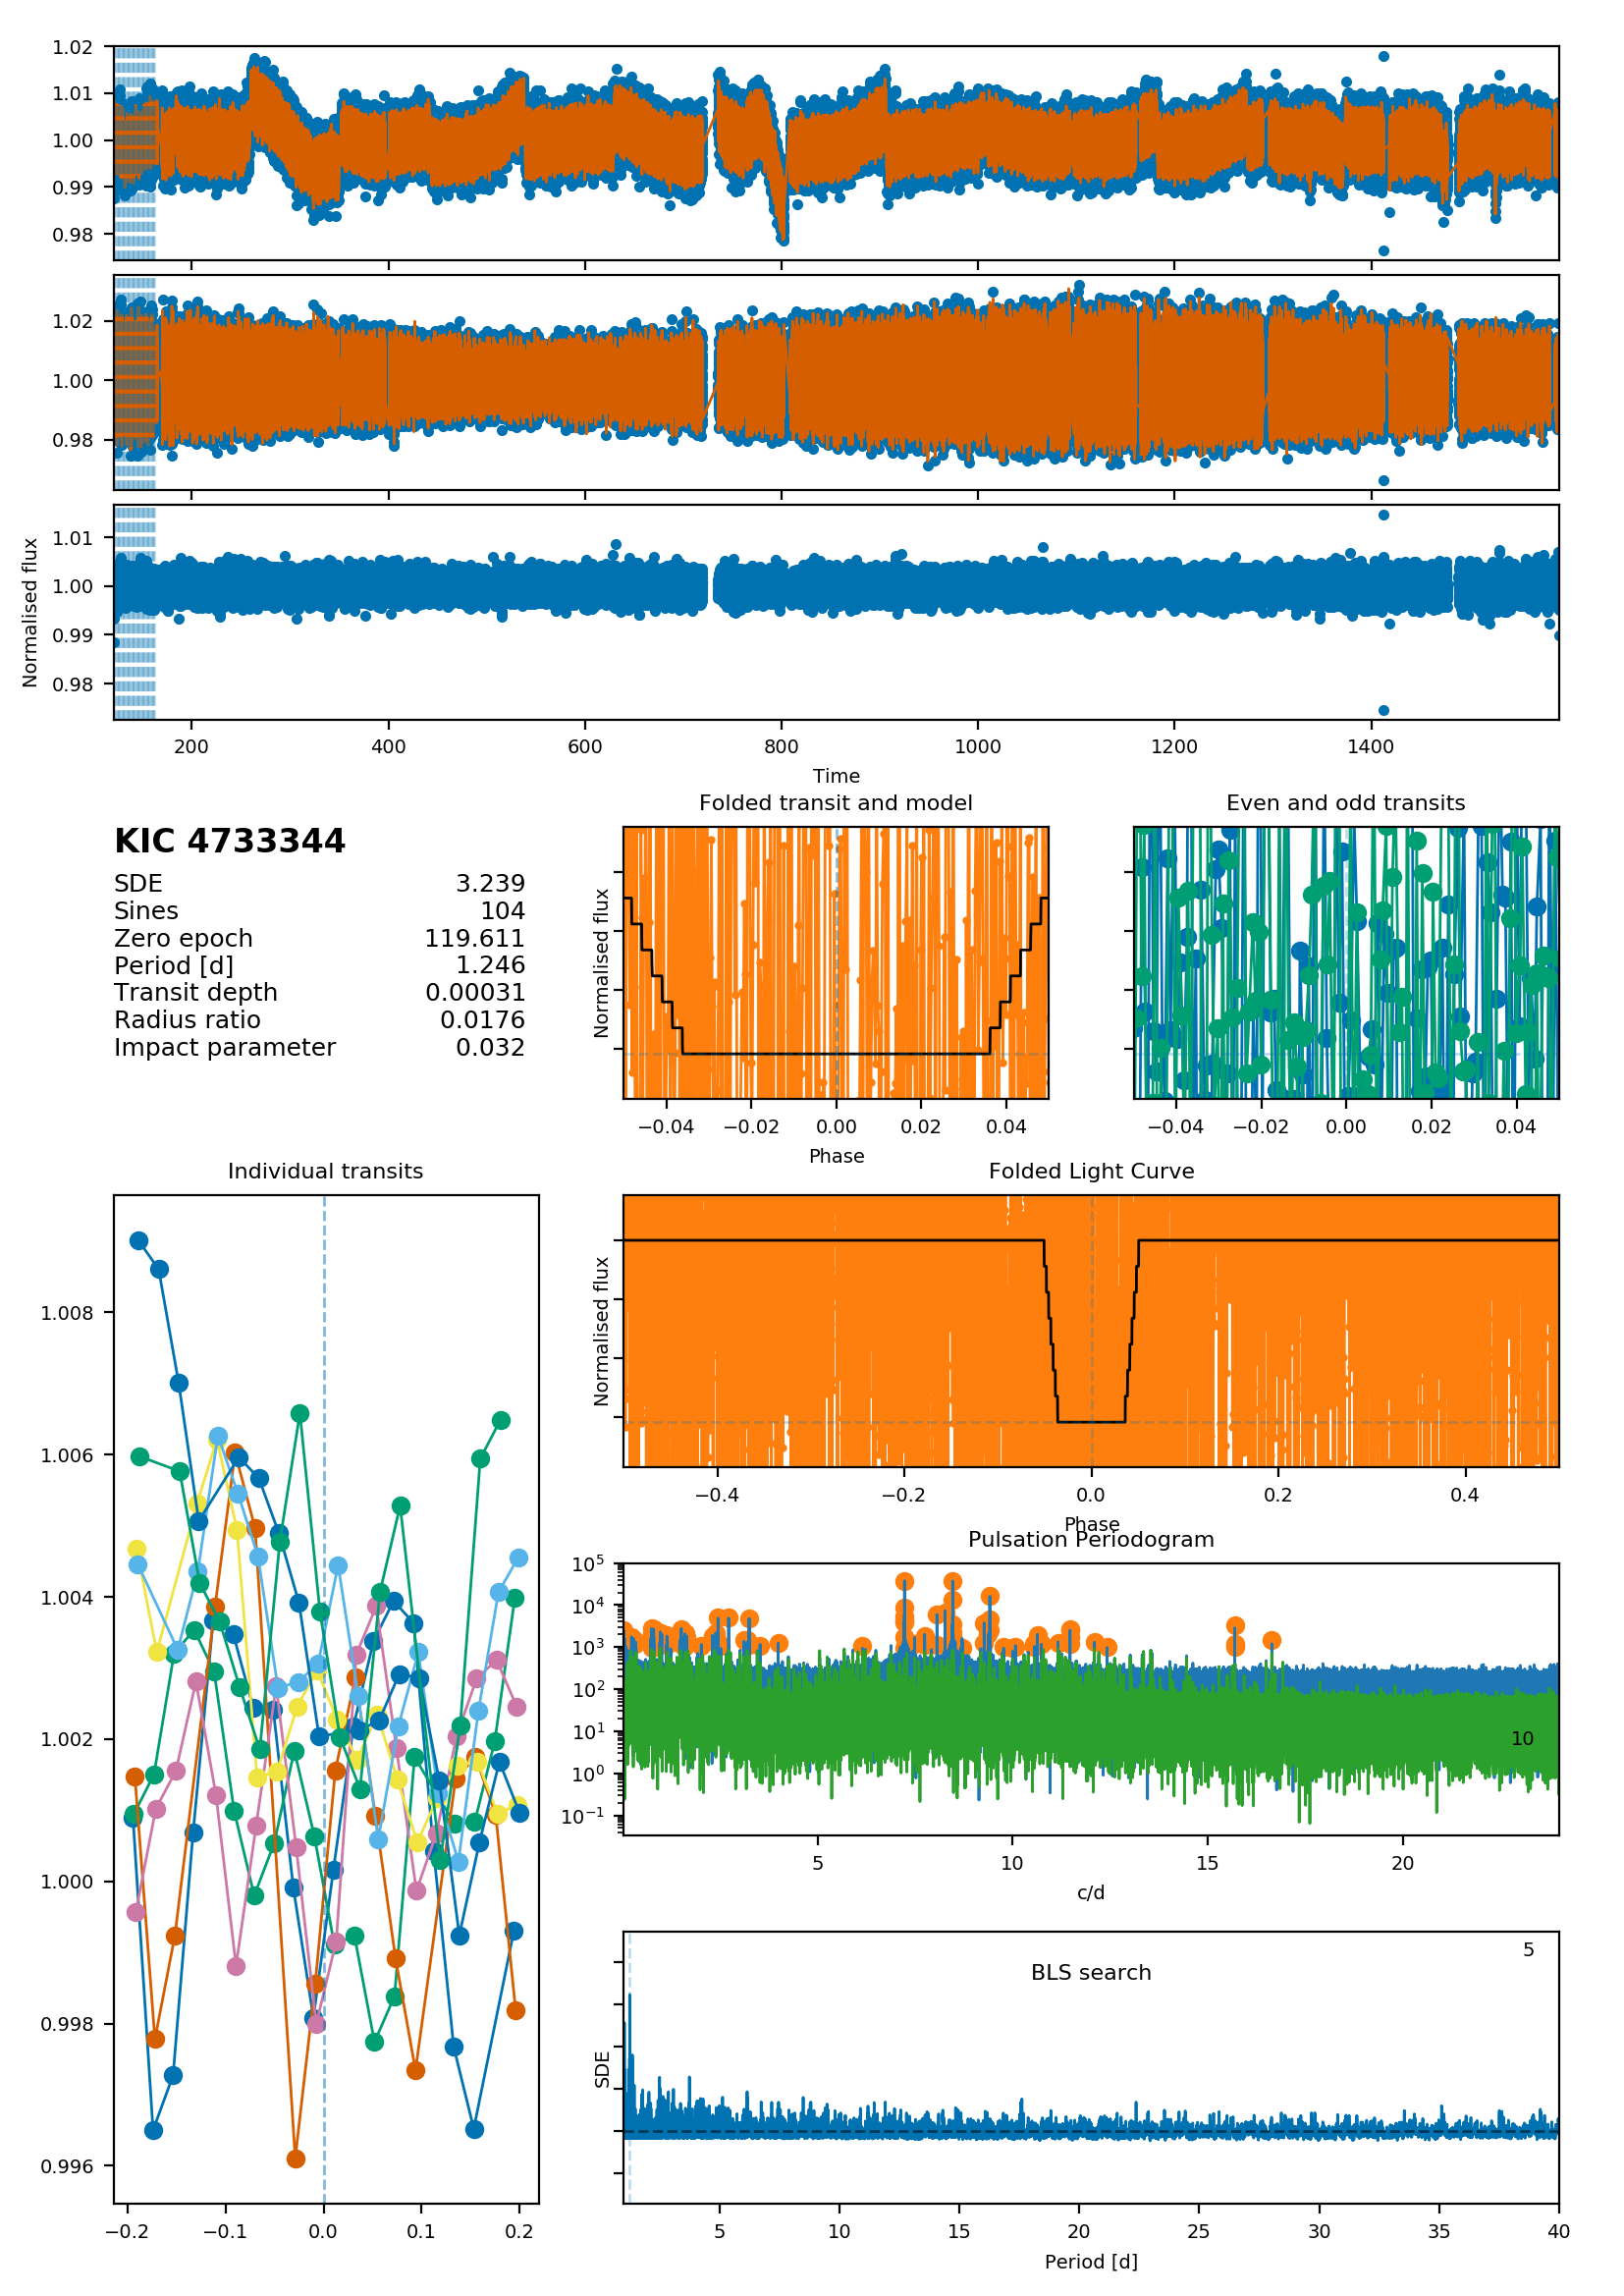 1.02
1.01
1.00
0.99
0.98
1.02
1.00
0.98
Normalised flux
1.01
1.00
0.99
0.98
200 400 600 800 1000 1200 1400
Time
KIC 4733344
SDE 3.239
Sines 104
Zero epoch 119.611
Period [d] 1.246
Transit depth 0.00031
Radius ratio 0.0176
Impact parameter 0.032
Folded transit and model
Normalised flux
−0.04 −0.02 0.00 0.02 0.04
Phase
Even and odd transits
−0.04 −0.02 0.00 0.02 0.04
Individual transits
1.008
1.006
1.004
1.002
1.000
0.998
0.996
−0.2 −0.1 0.0 0.1 0.2
Folded Light Curve
Normalised flux
−0.4 −0.2 0.0 0.2 0.4
Phase
Pulsation Periodogram
10^5
10^4
10^3
10^2
10^1
10^0
10^−1
10
5 10 15 20
c/d
5
BLS search
SDE
5 10 15 20 25 30 35 40
Period [d]